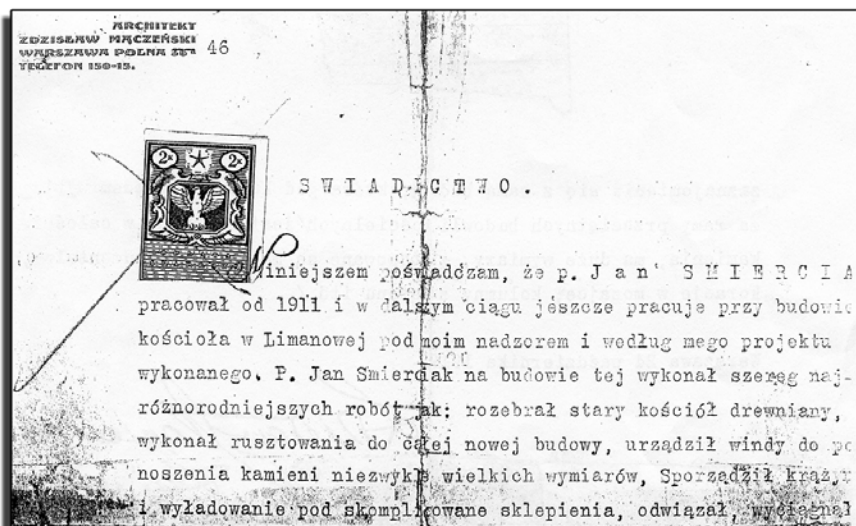 ARCHITEKT
ZDZISŁAW MĄCZEŃSKI
WARSZAWA POLNA 46
TELEFON 150-15.
2 2
SWIADECTWO.
Niniejszem poświadczam, że p. Jan SMIERCIA
pracował od 1911 i w dalszym ciągu jeszcze pracuje przy budowie
kościoła w Limanowej pod moim nadzorem i według mego projektu
wykonanego. P. Jan Smierciak na budowie tej wykonał szereg naj-
różnorodniejszych robót jak: rozebrał stary kościół drewniany,
wykonał rusztowania do całej nowej budowy, urządził windy do po
noszenia kamieni niezwykle wielkich wymiarów, Sporządził krąży
i wyładowanie pod skomplikowane sklepienia, odwiązał, wyciągnął